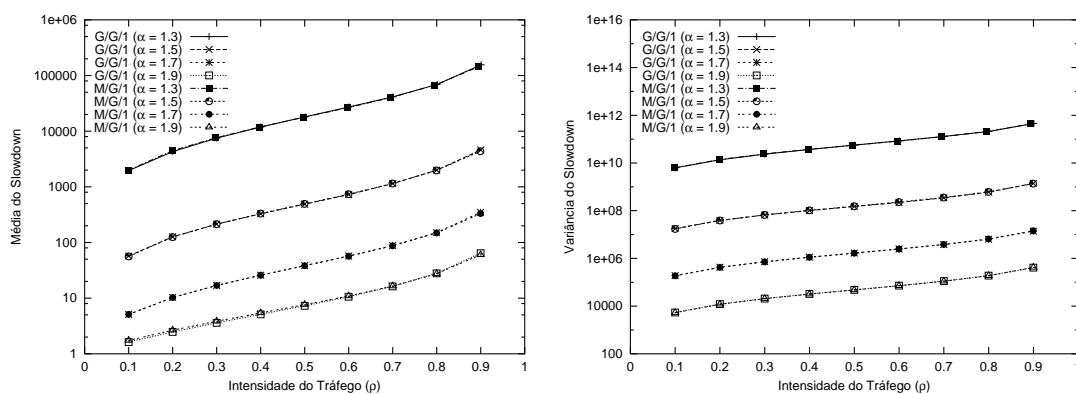 1e+06
100000
10000
1000
100
10
1
Média do Slowdown
G/G/1 (α = 1.3)
G/G/1 (α = 1.5)
G/G/1 (α = 1.7)
G/G/1 (α = 1.9)
M/G/1 (α = 1.3)
M/G/1 (α = 1.5)
M/G/1 (α = 1.7)
M/G/1 (α = 1.9)
0 0.1 0.2 0.3 0.4 0.5 0.6 0.7 0.8 0.9 1
Intensidade do Tráfego (ρ)
1e+16
1e+14
1e+12
1e+10
1e+08
1e+06
10000
100
Variância do Slowdown
G/G/1 (α = 1.3)
G/G/1 (α = 1.5)
G/G/1 (α = 1.7)
G/G/1 (α = 1.9)
M/G/1 (α = 1.3)
M/G/1 (α = 1.5)
M/G/1 (α = 1.7)
M/G/1 (α = 1.9)
0 0.1 0.2 0.3 0.4 0.5 0.6 0.7 0.8 0.9 1
Intensidade do Tráfego (ρ)